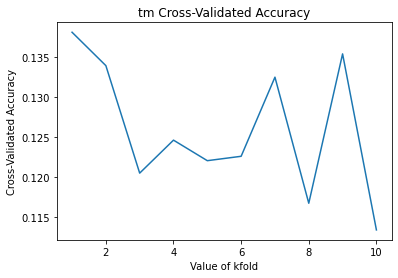 tm Cross-Validated Accuracy
Cross-Validated Accuracy
0.135
0.130
0.125
0.120
0.115
2 4 6 8 10
Value of kfold